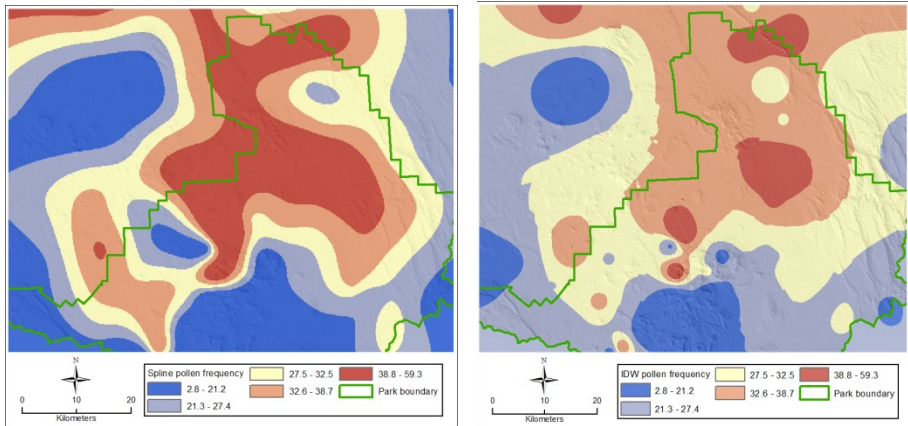 N
0 10 20
Kilometers
Spline pollen frequency
2.8 - 21.2
21.3 - 27.4
27.5 - 32.5
32.6 - 38.7
38.8 - 59.3
Park boundary
N
0 10 20
Kilometers
IDW pollen frequency
2.8 - 21.2
21.3 - 27.4
27.5 - 32.5
32.6 - 38.7
38.8 - 59.3
Park boundary